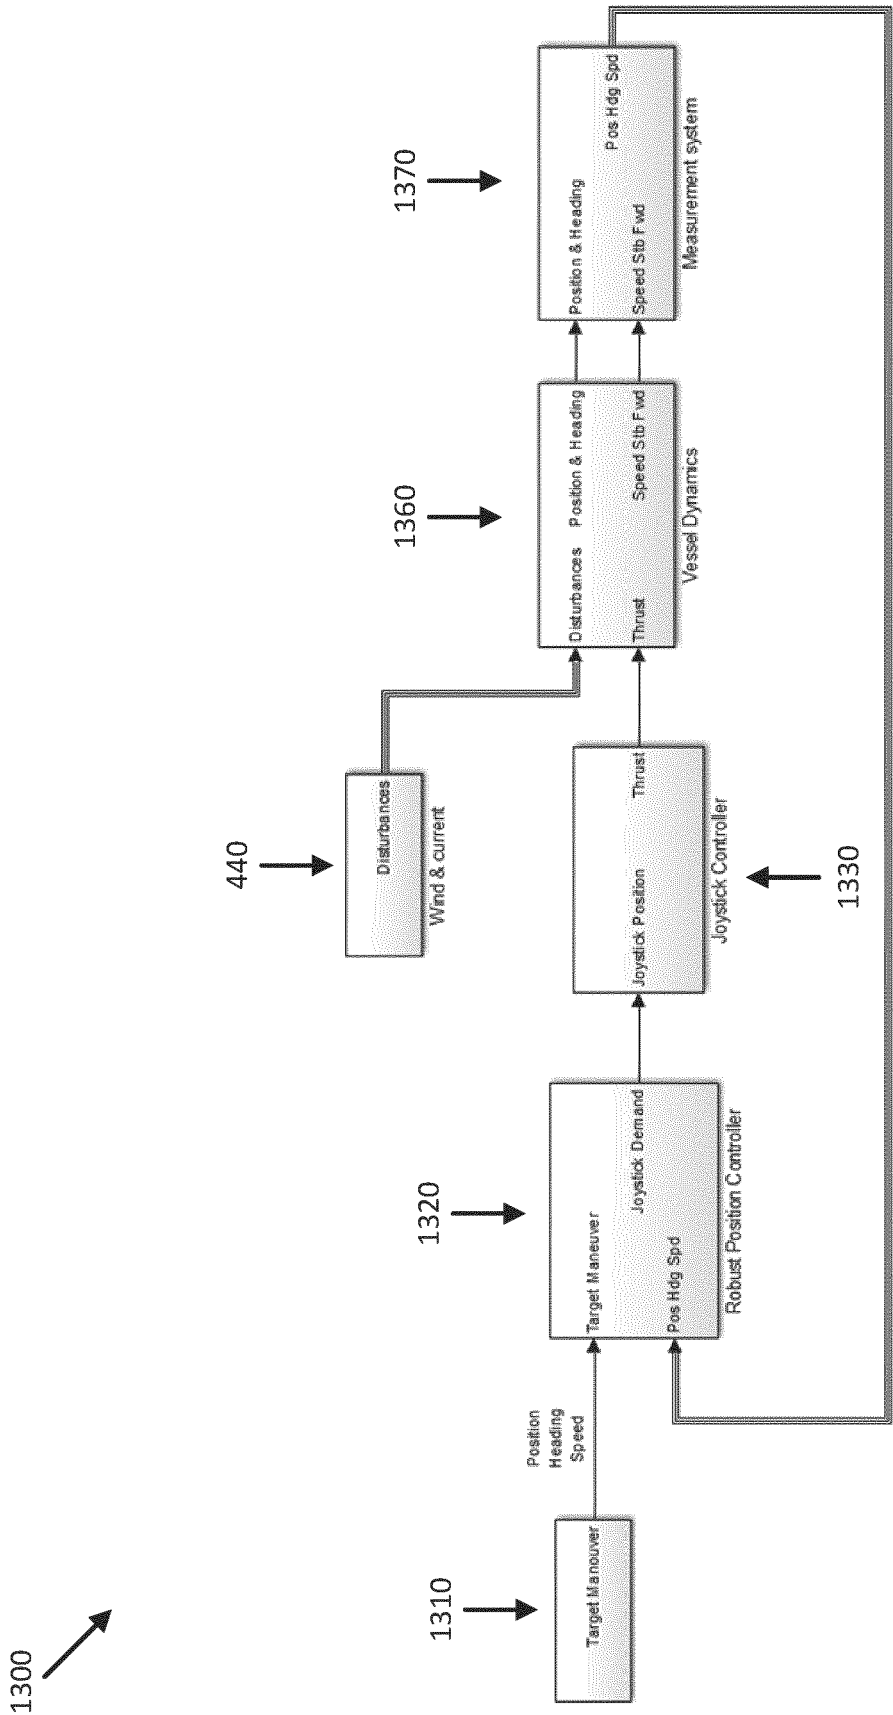 1300
1310
Target Manouver
Position
Heading
Speed
1320
Target Maneuver
Joystick Demand
Pos Hdg Spd
Robust Position Controller
440
Disturbances
Wind & current
Joystick Position
Thrust
Joystick Controller
1330
1360
Disturbances
Position & Heading
Thrust
Speed Stb Fwd
Vessel Dynamics
1370
Position & Heading
Pos Hdg Spd
Speed Stb Fwd
Measurement system